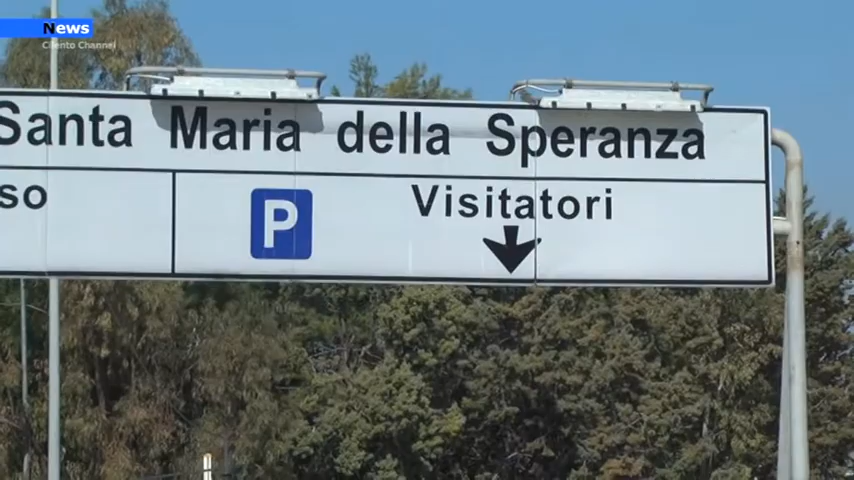 News
Cilento Channel
Santa Maria della Speranza
so
P Visitatori